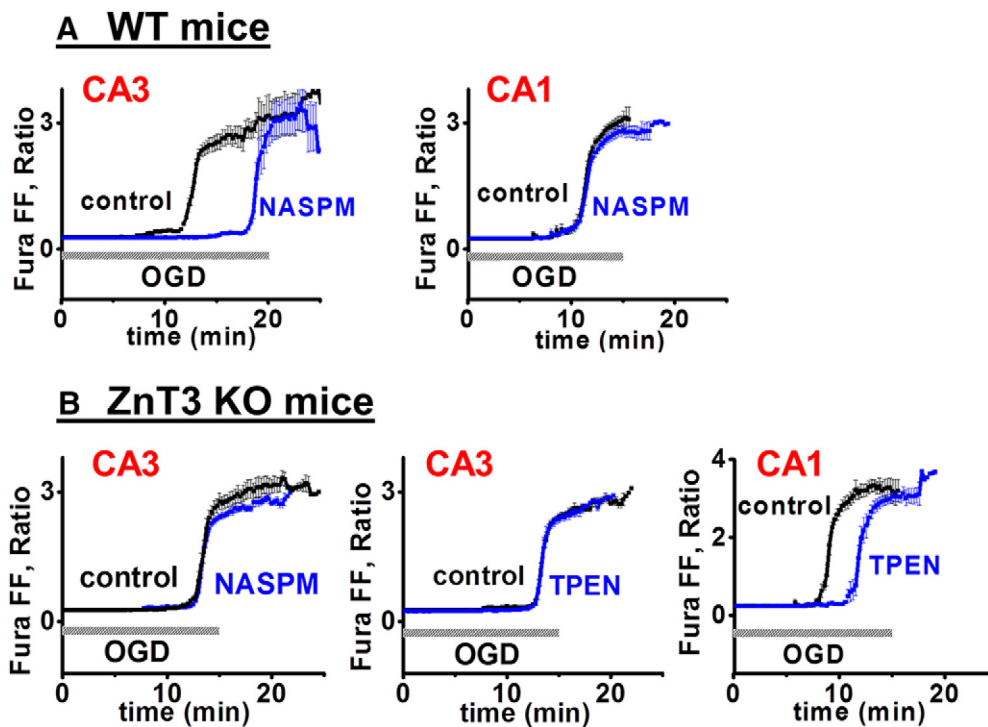 A WT mice
CA3
Fura FF, Ratio
3
0
control
NASPM
OGD
0 10 20
time (min)
CA1
Fura FF, Ratio
3
0
control
NASPM
OGD
0 10 20
time (min)
B ZnT3 KO mice
CA3
Fura FF, Ratio
3
0
control
NASPM
OGD
0 10 20
time (min)
CA3
Fura FF, Ratio
3
0
control
TPEN
OGD
0 10 20
time (min)
CA1
Fura FF, Ratio
4
2
0
control
TPEN
OGD
0 10 20
time (min)